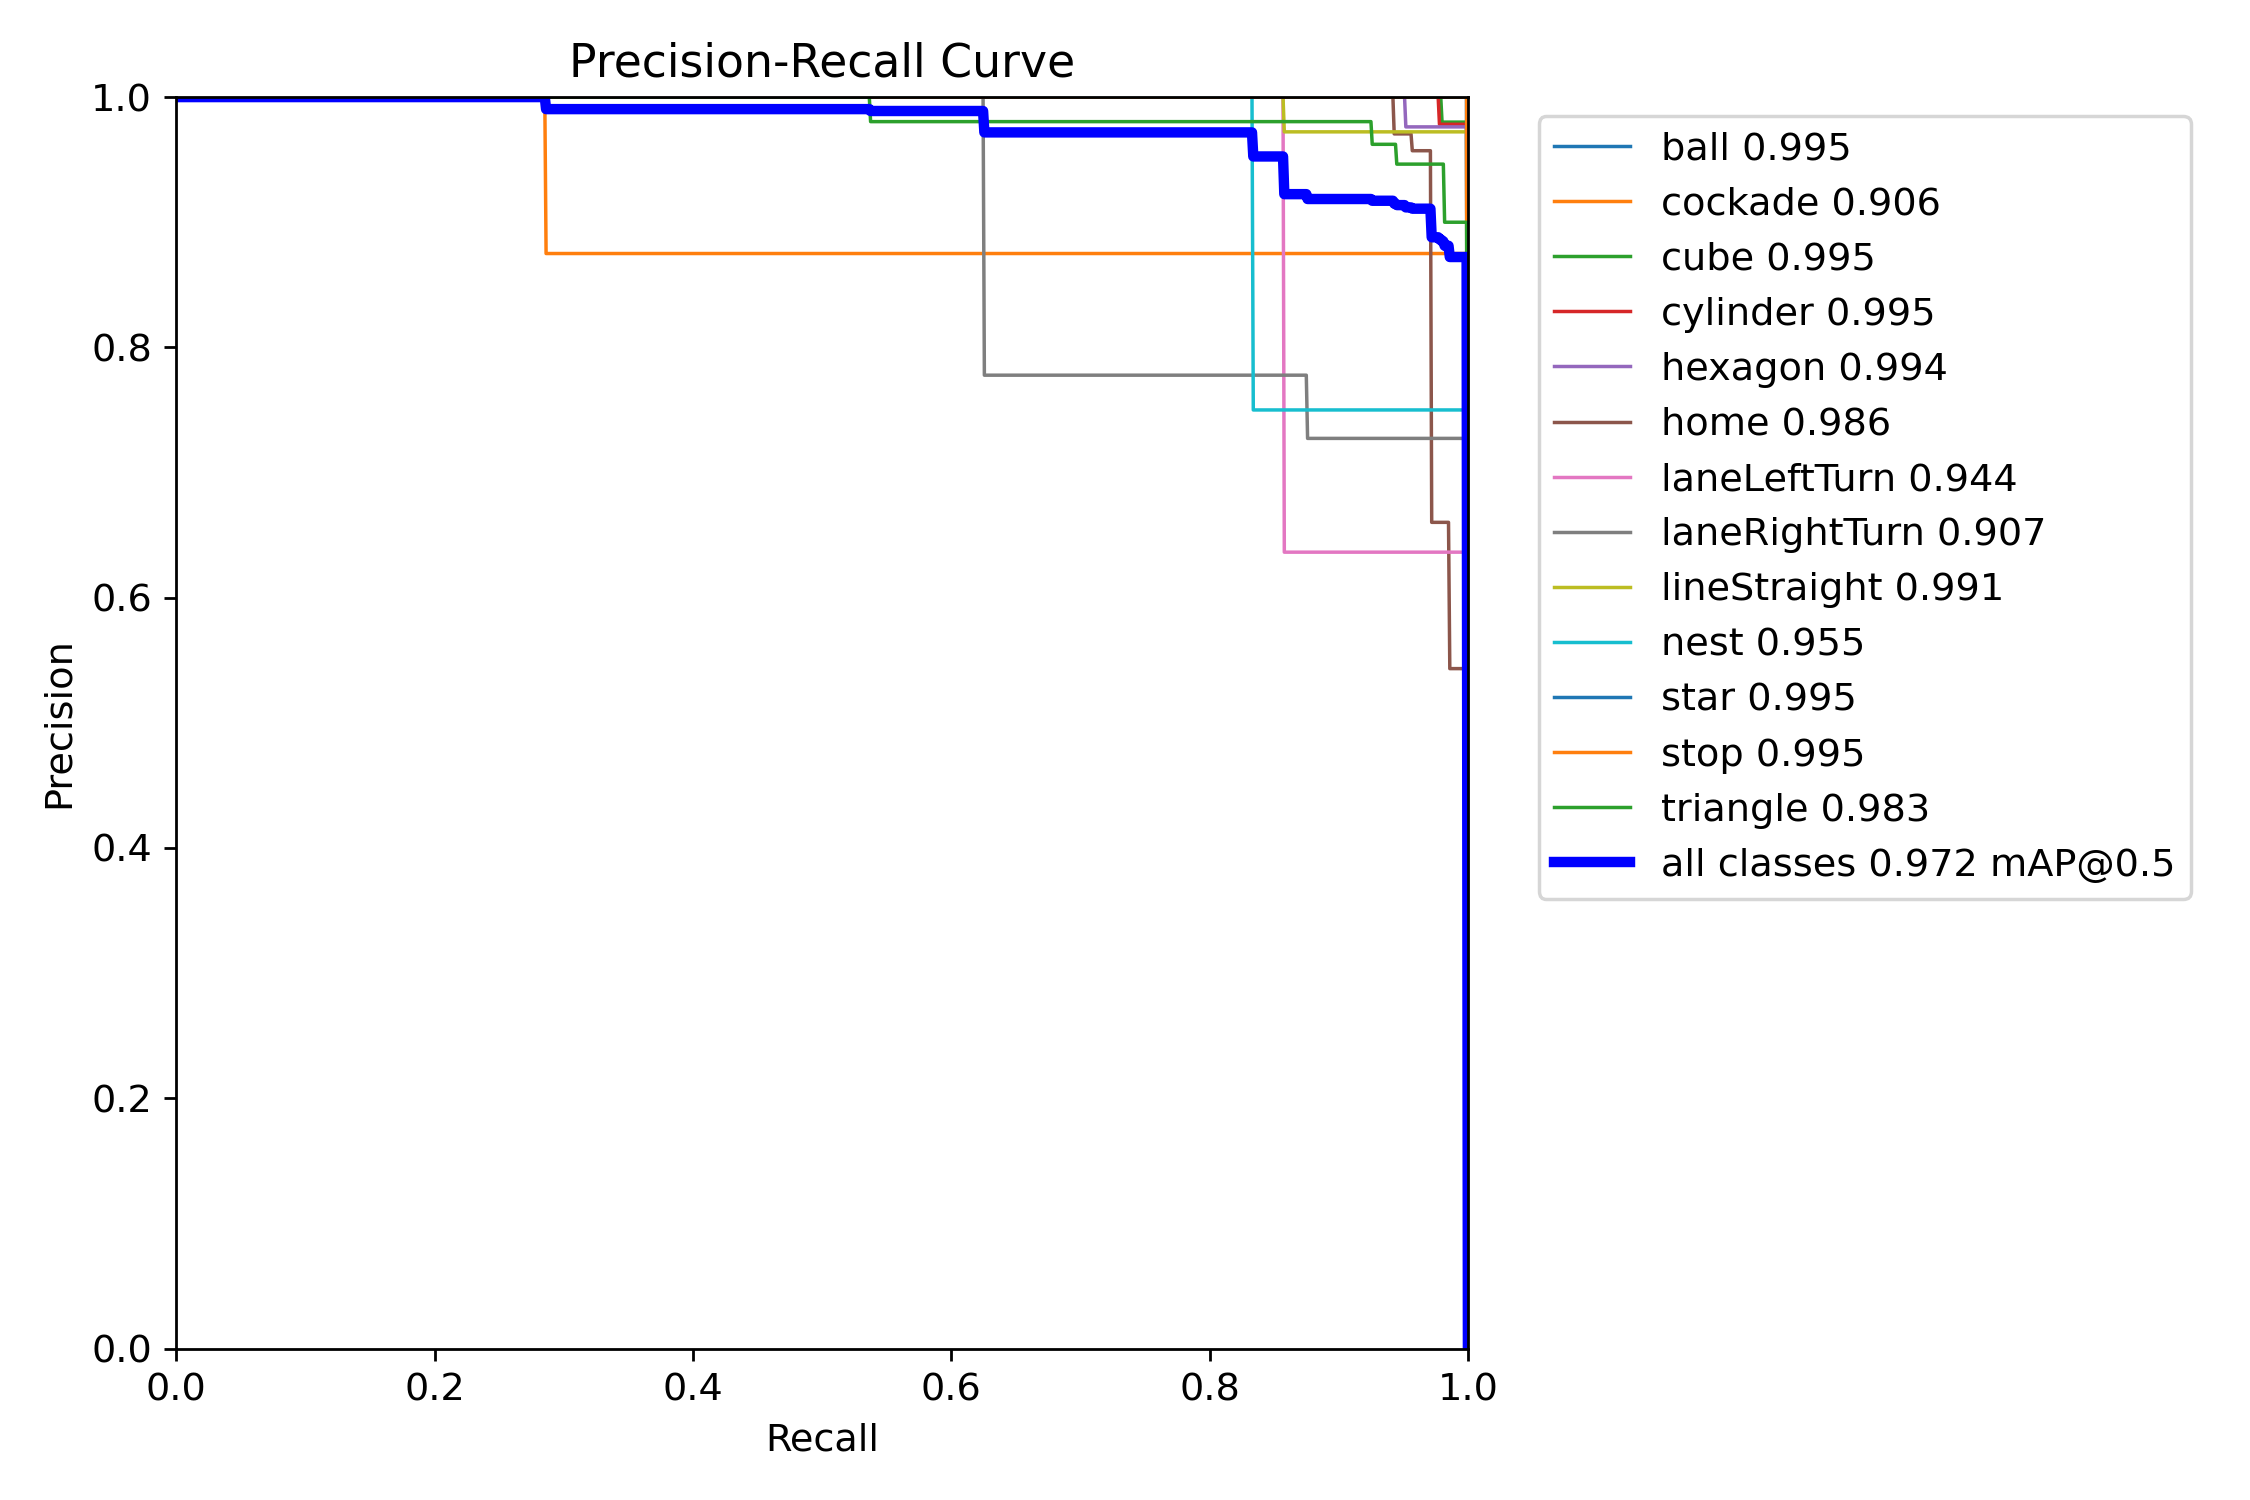 Precision-Recall Curve
1.0
0.8
0.6
0.4
0.2
0.0
Precision
0.0 0.2 0.4 0.6 0.8 1.0
Recall
ball 0.995
cockade 0.906
cube 0.995
cylinder 0.995
hexagon 0.994
home 0.986
laneLeftTurn 0.944
laneRightTurn 0.907
lineStraight 0.991
nest 0.955
star 0.995
stop 0.995
triangle 0.983
all classes 0.972 mAP@0.5